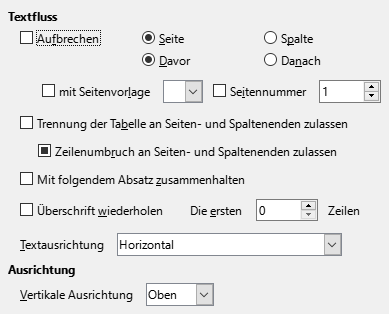 Textfluss
Aufbrechen Seite Spalte
Davor Danach
mit Seitenvorlage Seitennummer 1
Trennung der Tabelle an Seiten- und Spaltenenden zulassen
Zeilenumbruch an Seiten- und Spaltenenden zulassen
Mit folgendem Absatz zusammenhalten
Überschrift wiederholen Die ersten 0 Zeilen
Textausrichtung Horizontal
Ausrichtung
Vertikale Ausrichtung Oben